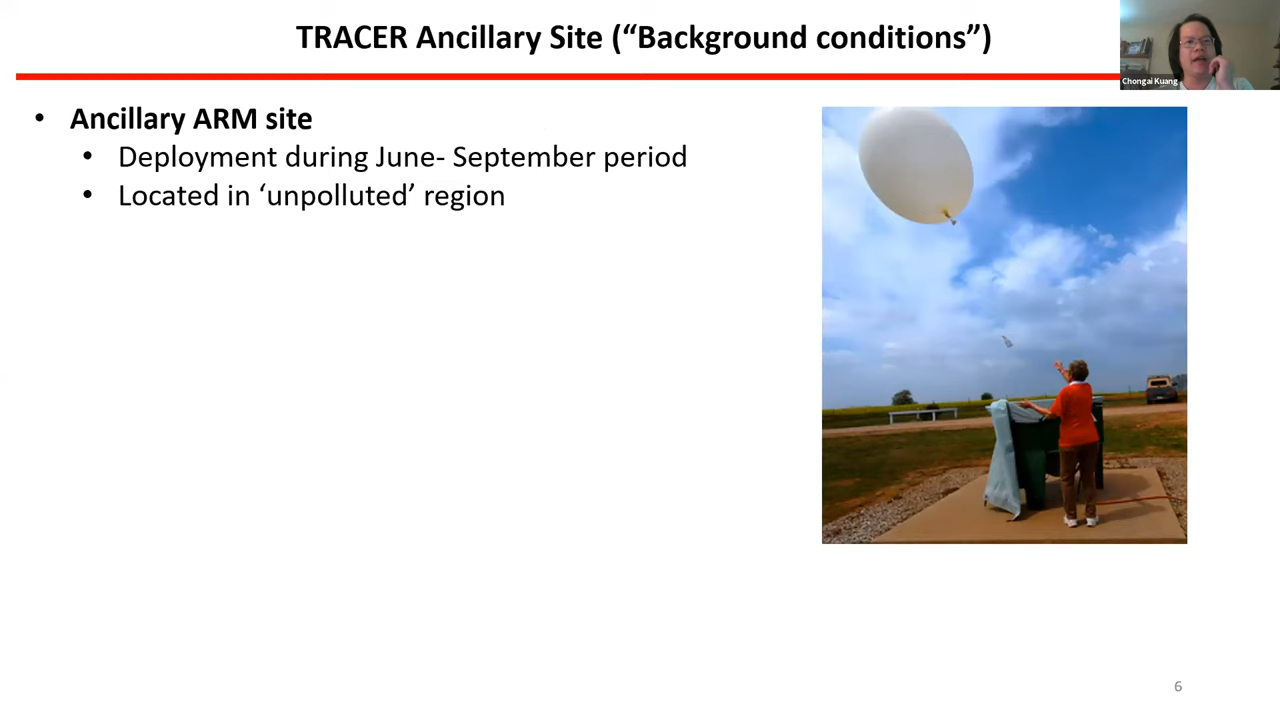 TRACER Ancillary Site (“Background conditions”)
Chongai Kuang
• Ancillary ARM site
• Deployment during June- September period
• Located in ‘unpolluted’ region
6